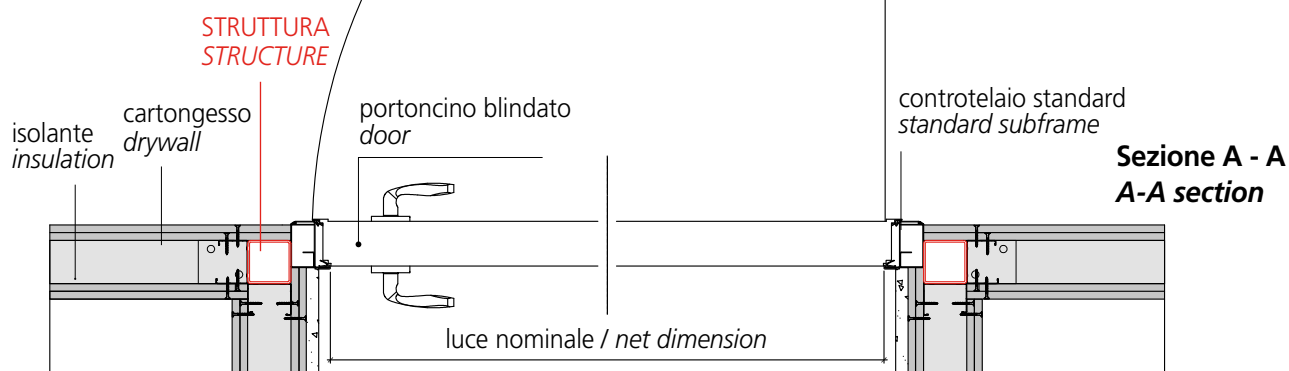 STRUTTURA
STRUCTURE
isolante
insulation
cartongesso
drywall
portoncino blindato
door
controtelaio standard
standard subframe
Sezione A - A
A-A section
luce nominale / net dimension